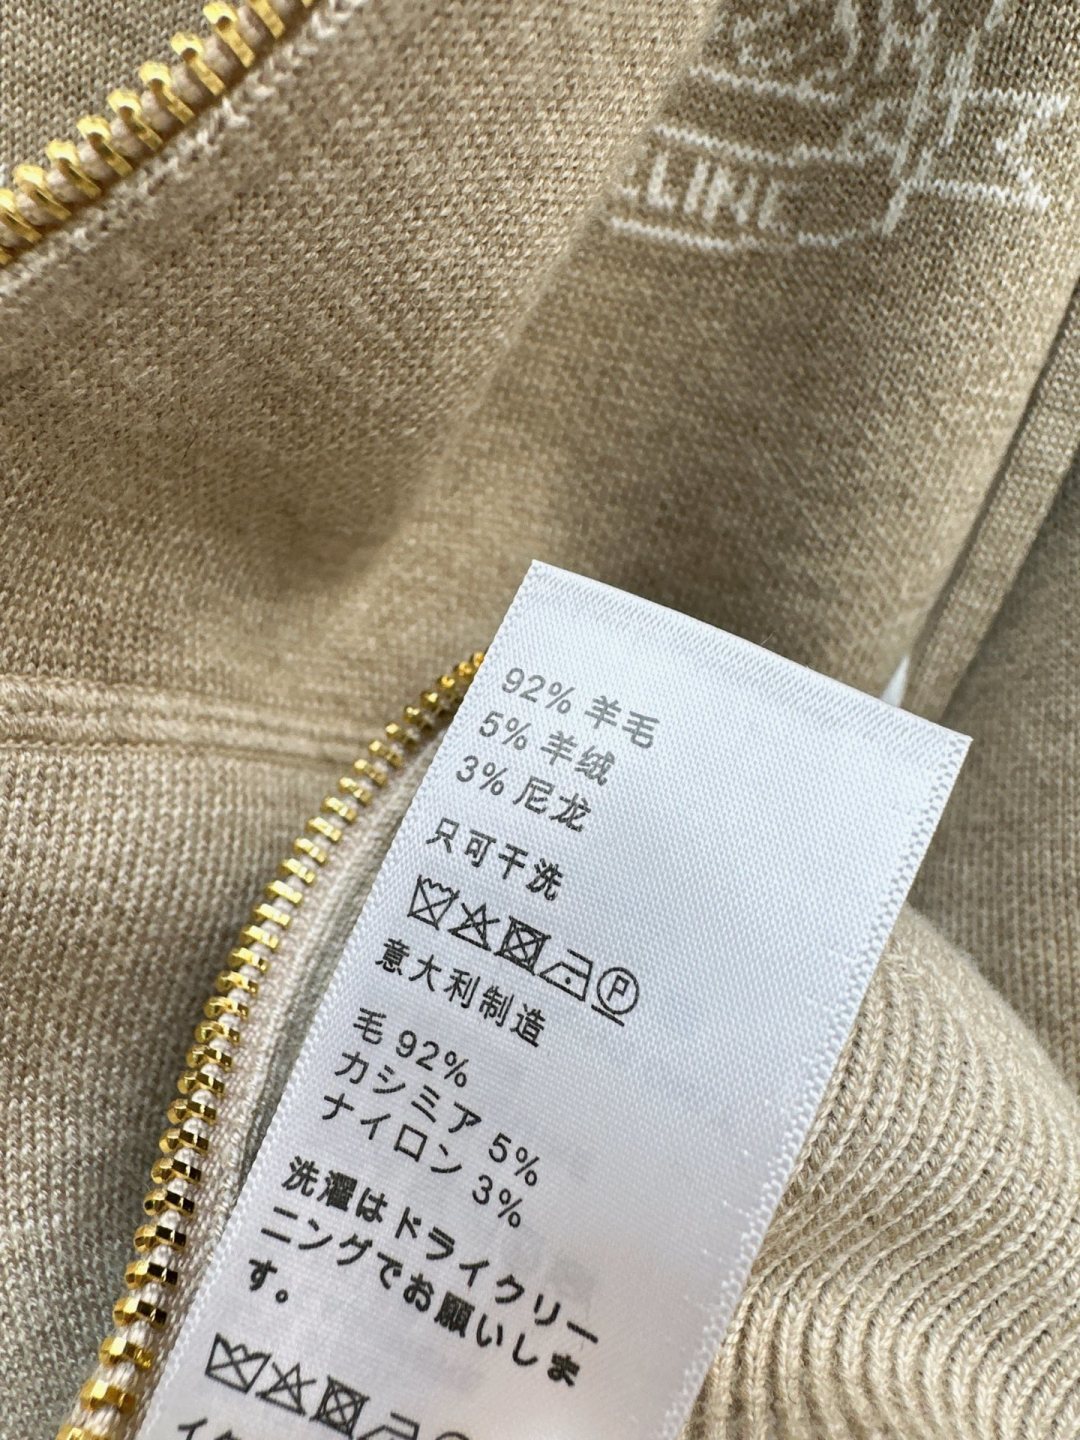 LINE
92% 羊毛
5% 羊绒
3% 尼龙
只可干洗
P
意大利制造
毛 92%
カシミア 5%
ナイロン 3%
洗濯はドライクリー
ニングでお願いしま
す。